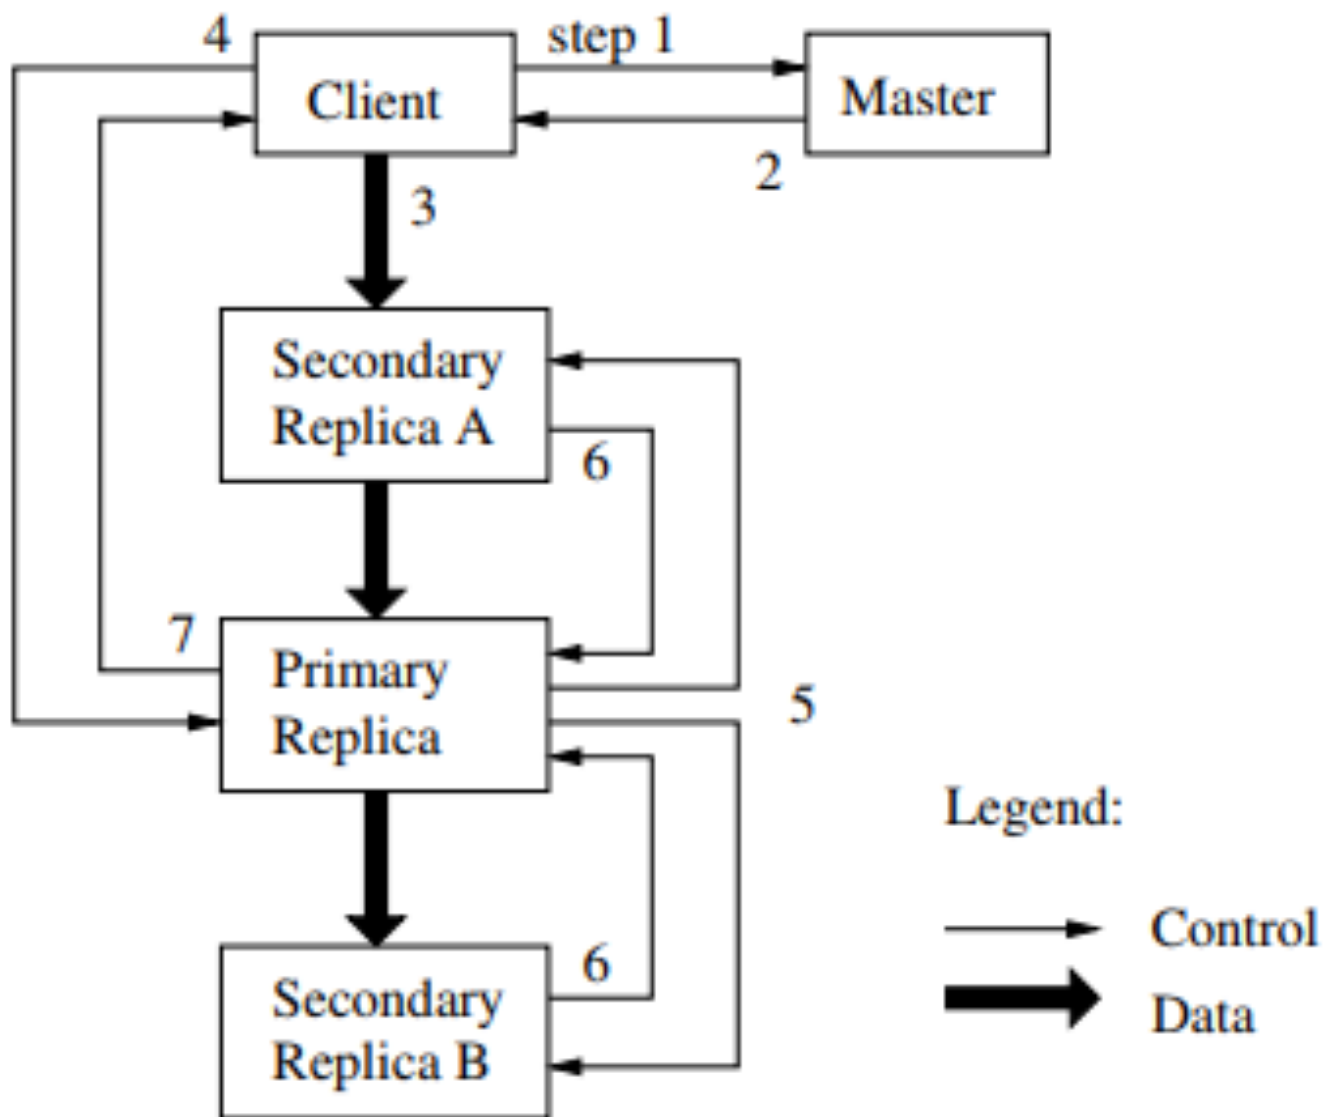 4
step 1
Client
Master
2
3
Secondary
Replica A
6
7
Primary
Replica
5
Legend:
Control
Data
6
Secondary
Replica B